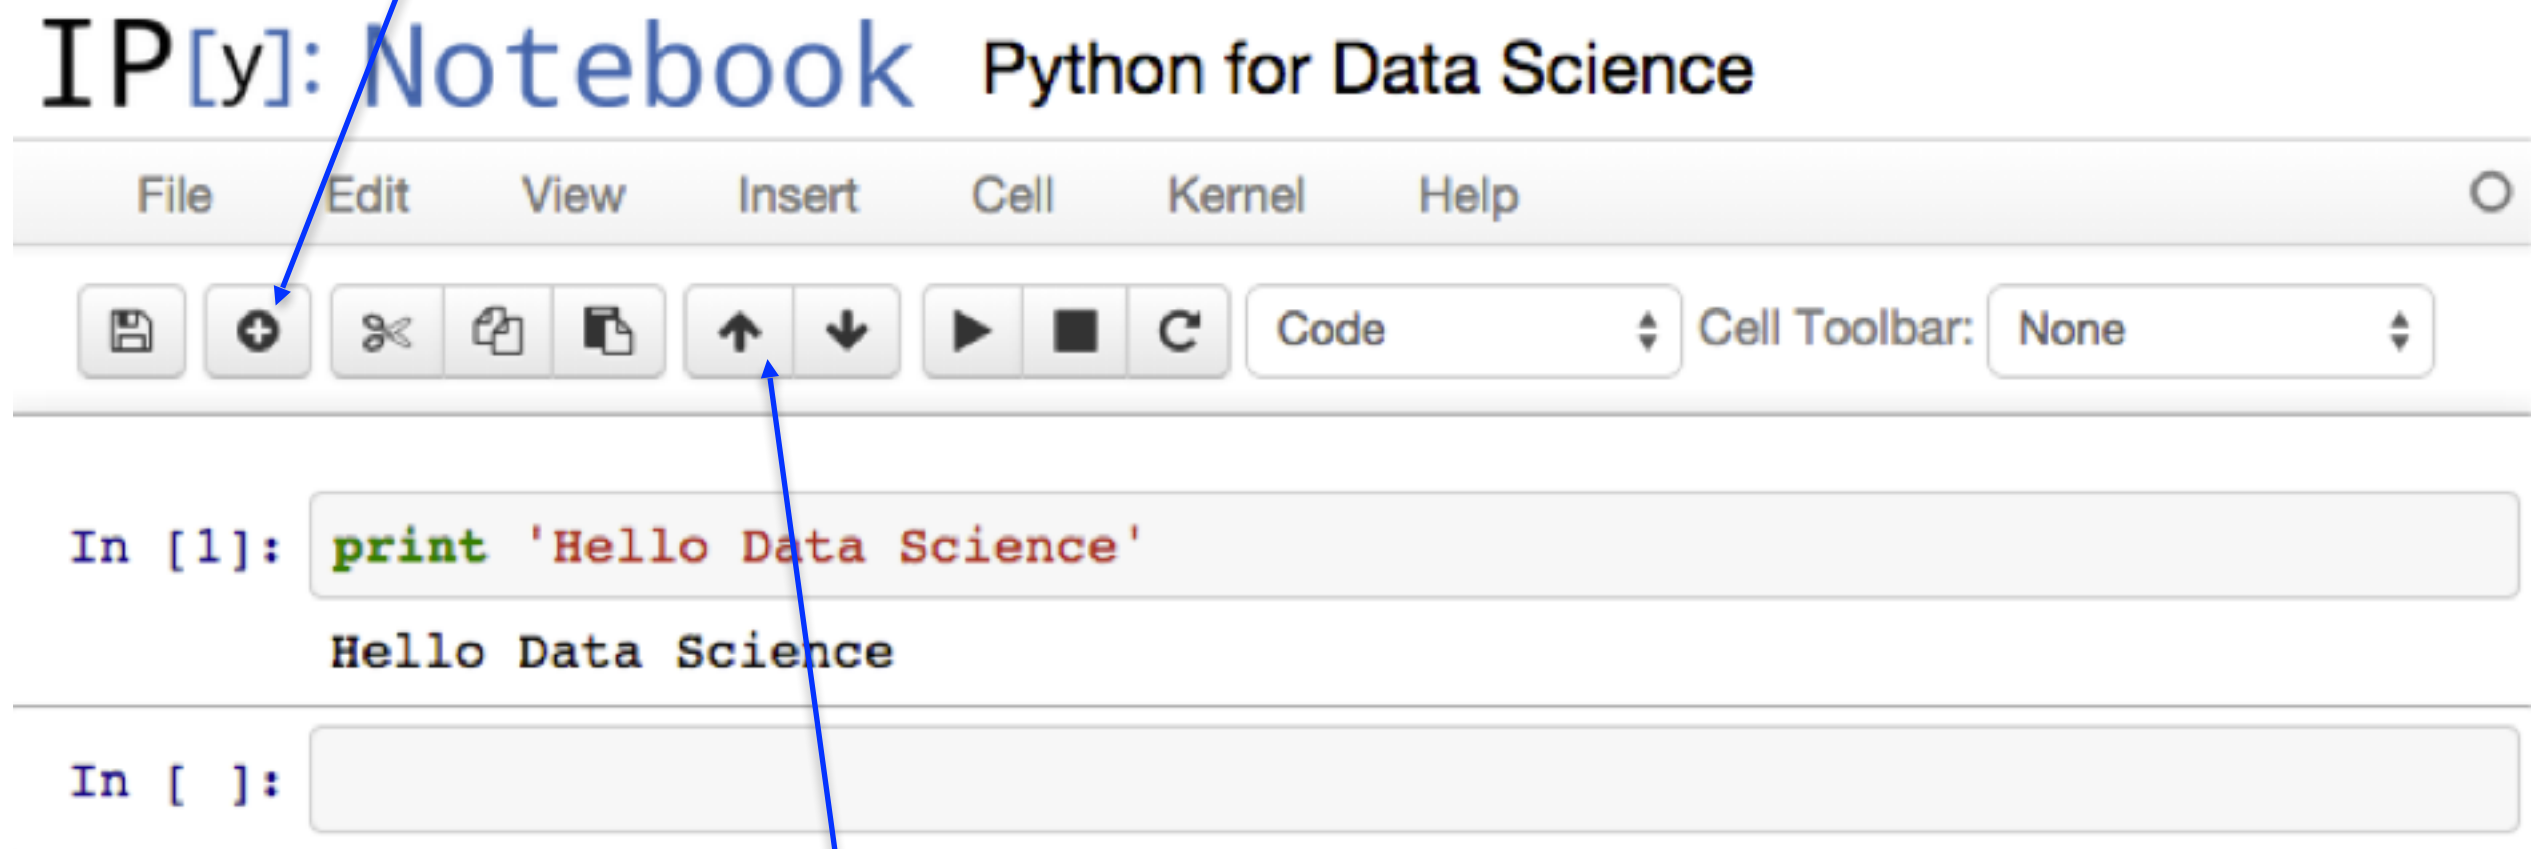 IP[y]: Notebook Python for Data Science
File Edit View Insert Cell Kernel Help
Code Cell Toolbar: None
In [1]: print 'Hello Data Science'
Hello Data Science
In [ ]: